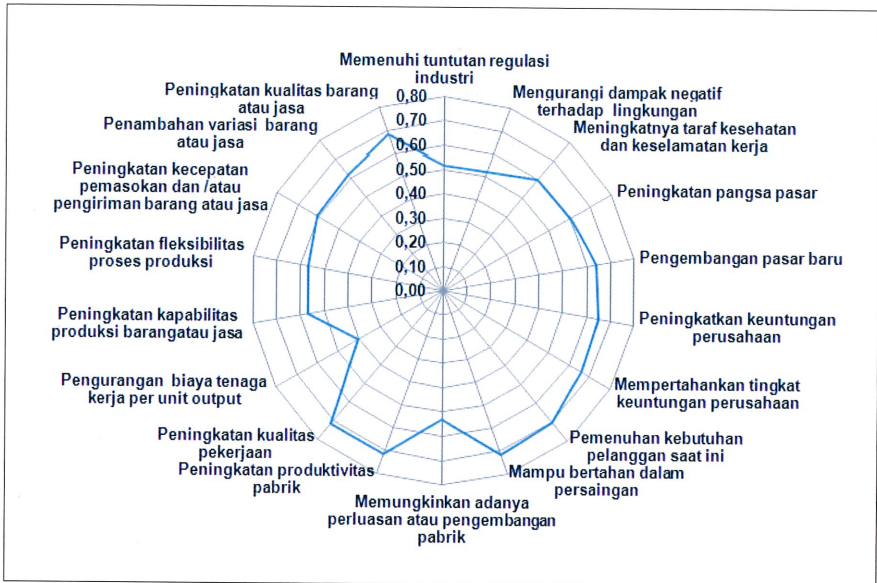 Memenuhi tuntutan regulasi
industri
Mengurangi dampak negatif
terhadap lingkungan
Meningkatnya taraf kesehatan
dan keselamatan kerja
Peningkatan pangsa pasar
Pengembangan pasar baru
Peningkatkan keuntungan
perusahaan
Mempertahankan tingkat
keuntungan perusahaan
Pemenuhan kebutuhan
pelanggan saat ini
Mampu bertahan dalam
persaingan
Memungkinkan adanya
perluasan atau pengembangan
pabrik
Peningkatan produktivitas
pabrik
Peningkatan kualitas
pekerjaan
Pengurangan biaya tenaga
kerja per unit output
Peningkatan kapabilitas
produksi barangatau jasa
Peningkatan fleksibilitas
proses produksi
Peningkatan kecepatan
pemasokan dan /atau
pengiriman barang atau jasa
Penambahan variasi barang
atau jasa
Peningkatan kualitas barang
atau jasa
0,80
0,70
0,60
0,50
0,40
0,30
0,20
0,10
0,00